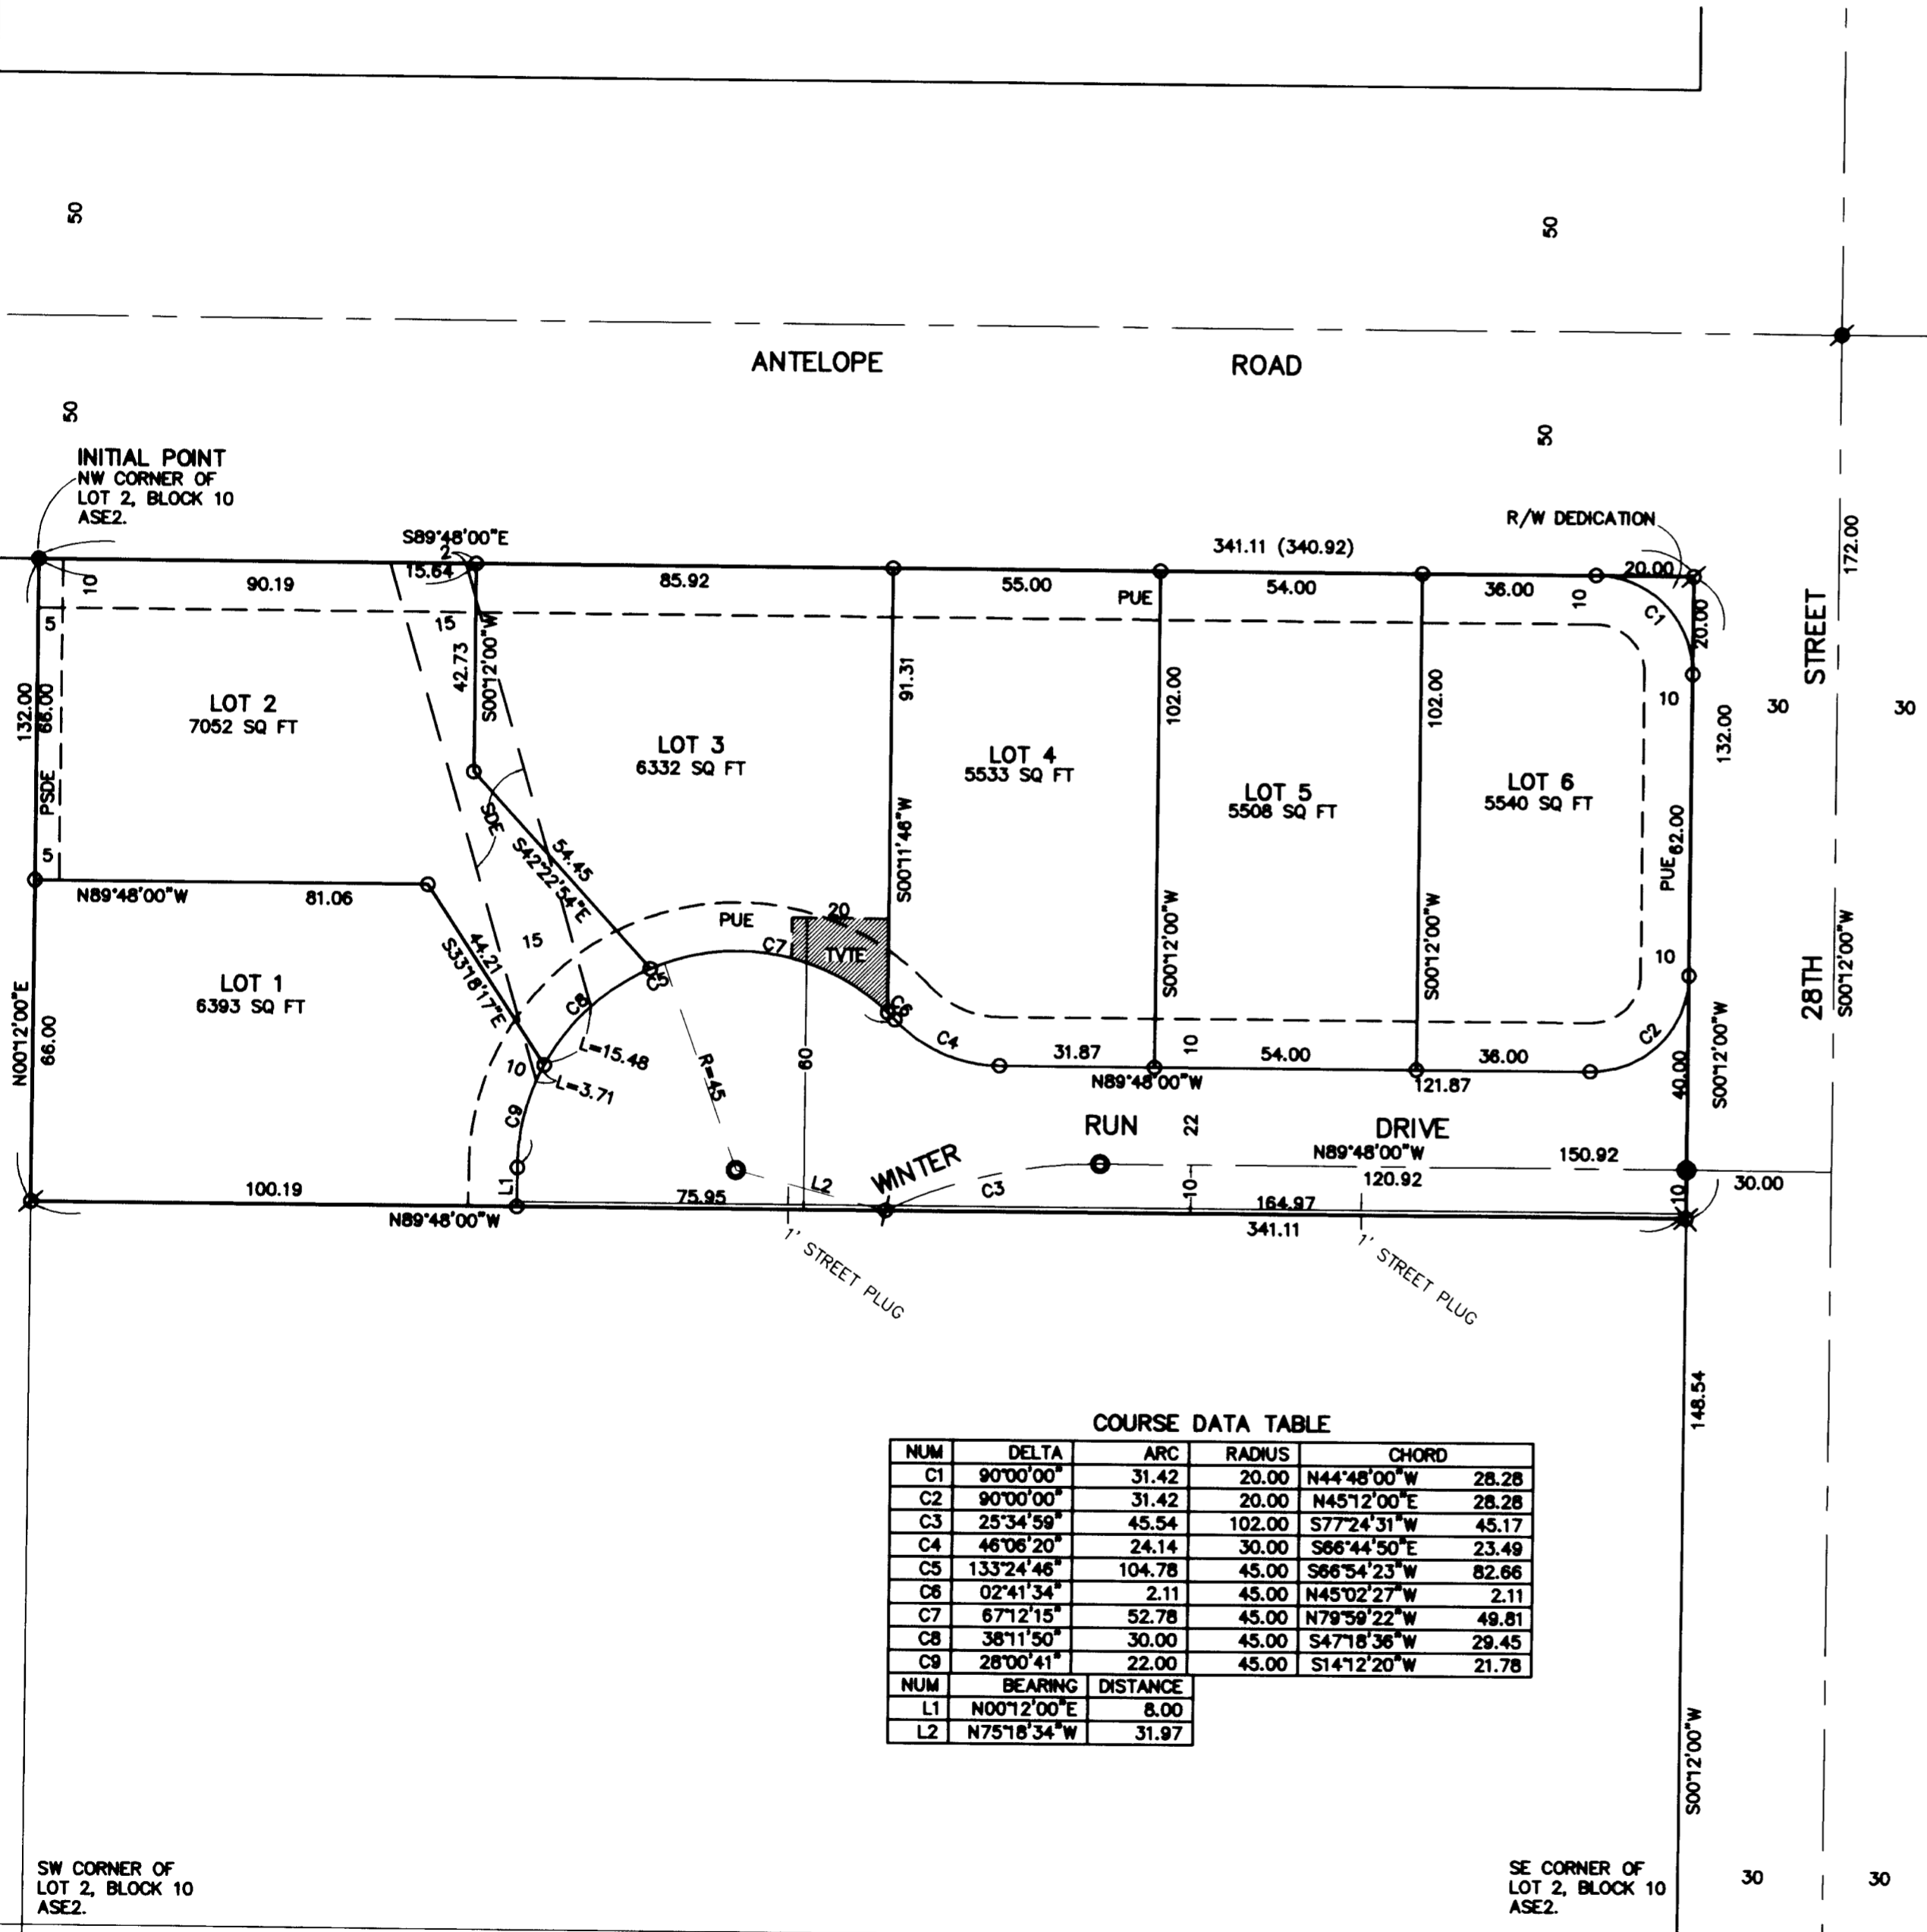 50
50
ANTELOPE ROAD
50
50
INITIAL POINT
NW CORNER OF
LOT 2, BLOCK 10
ASE2.
R/W DEDICATION
172.00
S89°48'00"E
341.11 (340.92)
2
15.64
90.19
85.92
55.00
54.00
36.00
20.00
10
PUE
10
C1
20.00
5
15
STREET
42.73
S00°12'00"W
91.31
102.00
102.00
132.00
66.00
LOT 2
7052 SQ FT
LOT 3
6332 SQ FT
LOT 4
5533 SQ FT
LOT 5
5508 SQ FT
LOT 6
5540 SQ FT
10
30
30
132.00
PSDE
5
SDE
54.45
S42°22'54"E
S00°11'46"W
S00°12'00"W
S00°12'00"W
PUE
62.00
N89°48'00"W
81.06
44.21
S33°18'17"E
15
PUE
20
C7
TVTE
C5
C8
C6
C4
10
C2
28TH
S00°12'00"W
LOT 1
6393 SQ FT
N00°12'00"E
66.00
10
L=15.48
L=3.71
R=45
60
31.87
10
54.00
36.00
N89°48'00"W
121.87
40.00
S00°12'00"W
C9
WINTER RUN DRIVE
22
N89°48'00"W
150.92
120.92
30.00
L1
L2
C3
10
10
100.19
75.95
164.97
N89°48'00"W
341.11
1' STREET PLUG
1' STREET PLUG
148.54
COURSE DATA TABLE
NUM DELTA ARC RADIUS CHORD
C1 90°00'00" 31.42 20.00 N44°48'00"W 28.28
C2 90°00'00" 31.42 20.00 N45°12'00"E 28.28
C3 25°34'59" 45.54 102.00 S77°24'31"W 45.17
C4 46°06'20" 24.14 30.00 S66°44'50"E 23.49
C5 133°24'46" 104.78 45.00 S66°54'23"W 82.66
C6 02°41'34" 2.11 45.00 N45°02'27"W 2.11
C7 67°12'15" 52.78 45.00 N79°59'22"W 49.81
C8 38°11'50" 30.00 45.00 S47°18'36"W 29.45
C9 28°00'41" 22.00 45.00 S14°12'20"W 21.78
NUM BEARING DISTANCE
L1 N00°12'00"E 8.00
L2 N75°18'34"W 31.97
S00°12'00"W
SW CORNER OF
LOT 2, BLOCK 10
ASE2.
SE CORNER OF
LOT 2, BLOCK 10
ASE2.
30
30